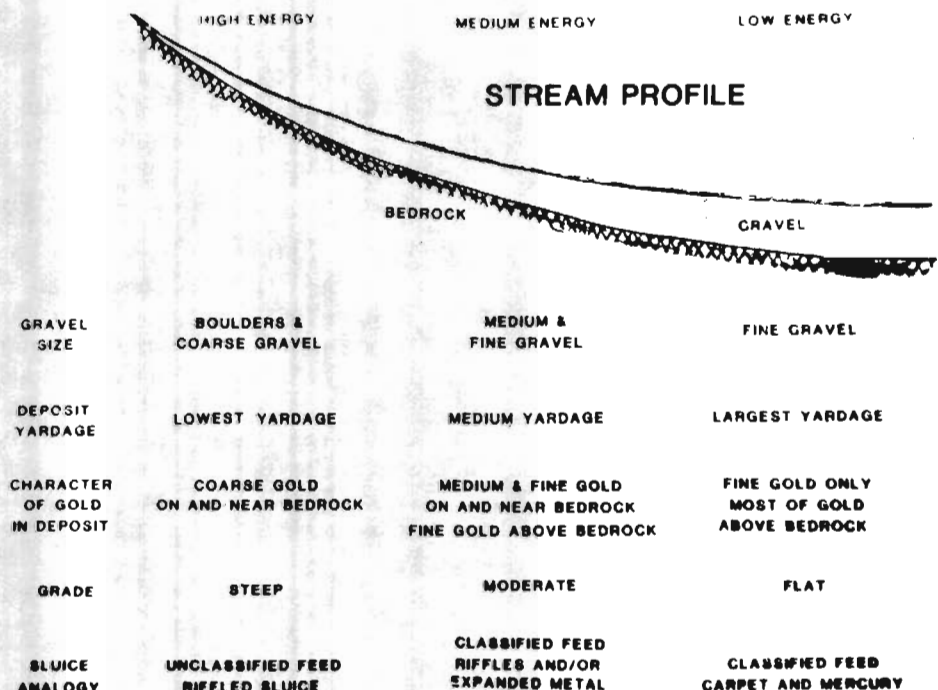 HIGH ENERGY MEDIUM ENERGY LOW ENERGY
STREAM PROFILE
BEDROCK
GRAVEL
GRAVEL SIZE
BOULDERS &
COARSE GRAVEL
MEDIUM &
FINE GRAVEL
FINE GRAVEL
DEPOSIT
YARDAGE
LOWEST YARDAGE
MEDIUM YARDAGE
LARGEST YARDAGE
CHARACTER
OF GOLD
IN DEPOSIT
COARSE GOLD
ON AND NEAR BEDROCK
MEDIUM & FINE GOLD
ON AND NEAR BEDROCK
FINE GOLD ABOVE BEDROCK
FINE GOLD ONLY
MOST OF GOLD
ABOVE BEDROCK
GRADE
STEEP
MODERATE
FLAT
SLUICE
ANALOGY
UNCLASSIFIED FEED
RIFFLED SLUICE
CLASSIFIED FEED
RIFFLES AND/OR
EXPANDED METAL
CLASSIFIED FEED
CARPET AND MERCURY